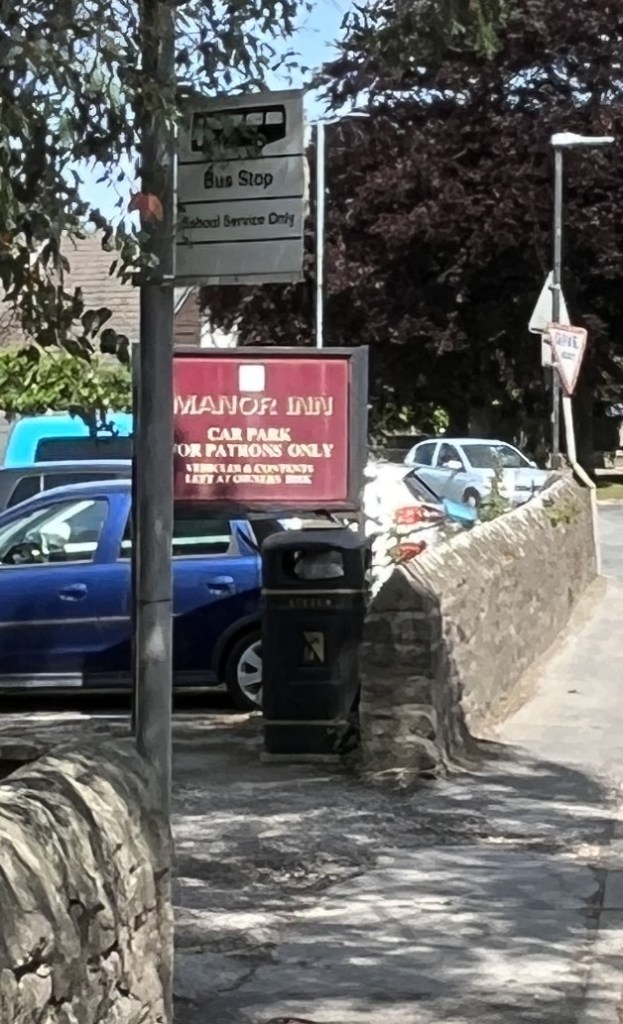 Bus Stop
School Service Only
MANOR INN
CAR PARK
FOR PATRONS ONLY
VEHICLES & CONTENTS
LEFT AT OWNERS RISK